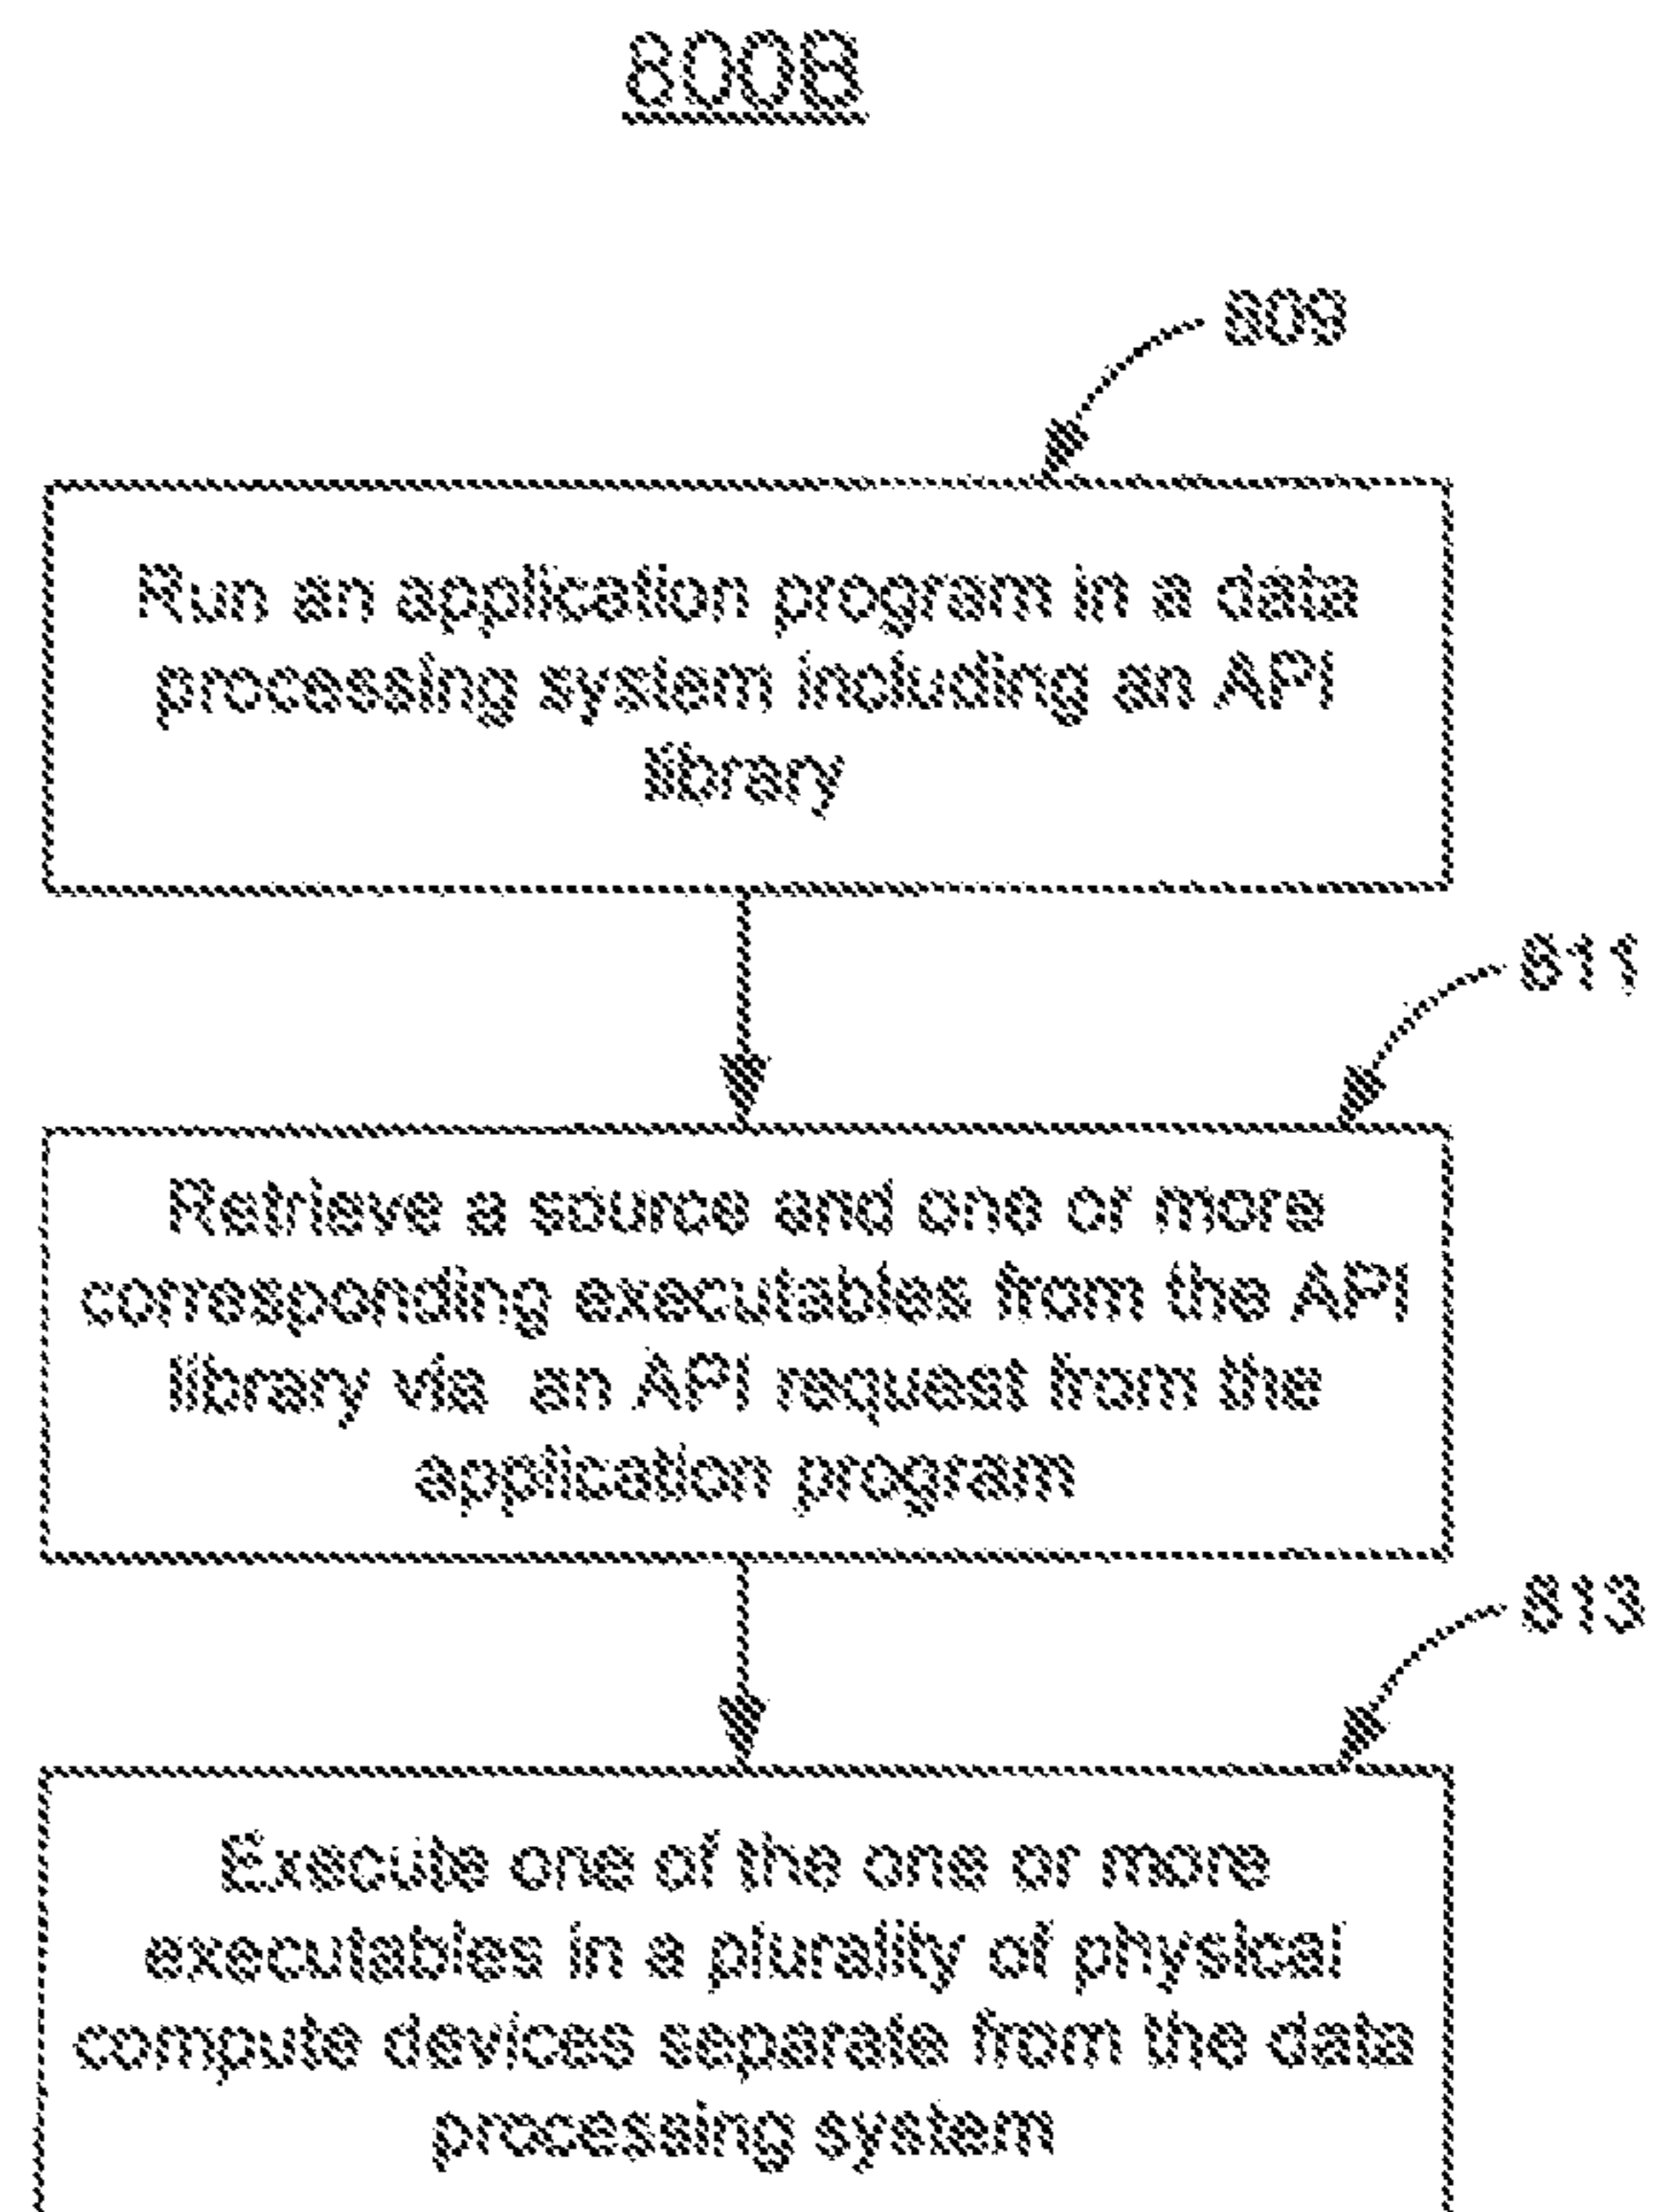 800B
809
Run an application program in a data
processing system including an API
library
811
Retrieve a source and one or more
corresponding executables from the API
library via an API request from the
application program
813
Execute one of the one or more
executables in a plurality of physical
compute devices separate from the data
processing system